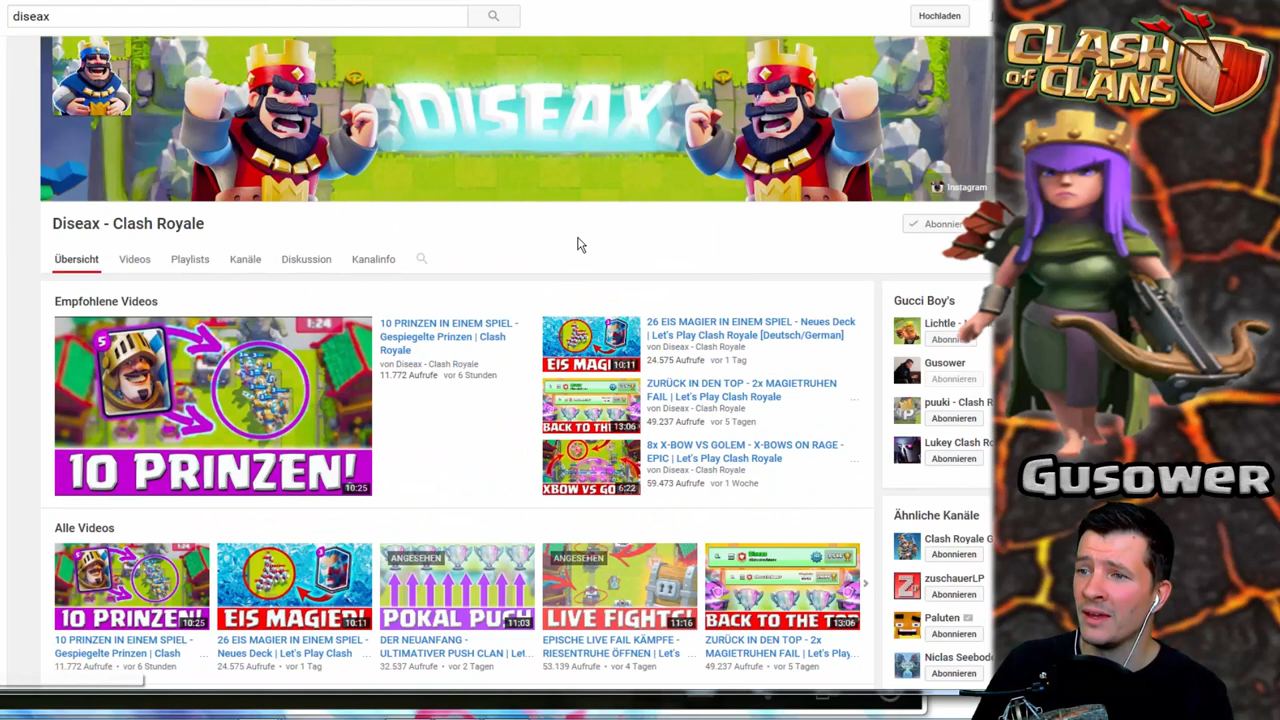 diseax
Hochladen
CLASH
OF CLANS
DISEAX
Instagram
Diseax - Clash Royale
Übersicht
Videos
Playlists
Kanäle
Diskussion
Kanalinfo
Empfohlene Videos
1:24
5
10 PRINZEN!
10:25
10 PRINZEN IN EINEM SPIEL -
Gespiegelte Prinzen | Clash
Royale
von Diseax - Clash Royale
11.772 Aufrufe vor 6 Stunden
EIS MAGI
10:11
26 EIS MAGIER IN EINEM SPIEL - Neues Deck
| Let's Play Clash Royale [Deutsch/German]
von Diseax - Clash Royale
24.575 Aufrufe vor 1 Tag
BACK TO TH
13:06
ZURÜCK IN DEN TOP - 2x MAGIETRUHEN
FAIL | Let's Play Clash Royale
von Diseax - Clash Royale
49.237 Aufrufe vor 5 Tagen
XBOW VS GO
6:22
8x X-BOW VS GOLEM - X-BOWS ON RAGE -
EPIC | Let's Play Clash Royale
von Diseax - Clash Royale
59.473 Aufrufe vor 1 Woche
Gucci Boy's
Lichtle -
Abonnie
Gusower
Abonnieren
puuki - Clash R
Abonnieren
Lukey Clash Ro
Abonnieren
GUSOWER
Ähnliche Kanäle
Clash Royale G
Abonnieren
zuschauerLP
Abonnieren
Paluten
Abonnieren
Niclas Seebode
Abonnieren
Alle Videos
10 PRINZEN!
10:25
10 PRINZEN IN EINEM SPIEL -
Gespiegelte Prinzen | Clash ...
11.772 Aufrufe • vor 6 Stunden
EIS MAGIER!
10:11
26 EIS MAGIER IN EINEM SPIEL -
Neues Deck | Let's Play Clash ...
24.575 Aufrufe • vor 1 Tag
ANGESEHEN
POKAL PUSH
11:03
DER NEUANFANG -
ULTIMATIVER PUSH CLAN | Let...
32.537 Aufrufe • vor 2 Tagen
ANGESEHEN
LIVE FIGHTS!
11:16
EPISCHE LIVE FAIL KÄMPFE -
RIESENTRUHE ÖFFNEN | Let's ...
53.139 Aufrufe • vor 4 Tagen
BACK TO THE T
13:06
ZURÜCK IN DEN TOP - 2x
MAGIETRUHEN FAIL | Let's Play...
49.237 Aufrufe • vor 5 Tagen